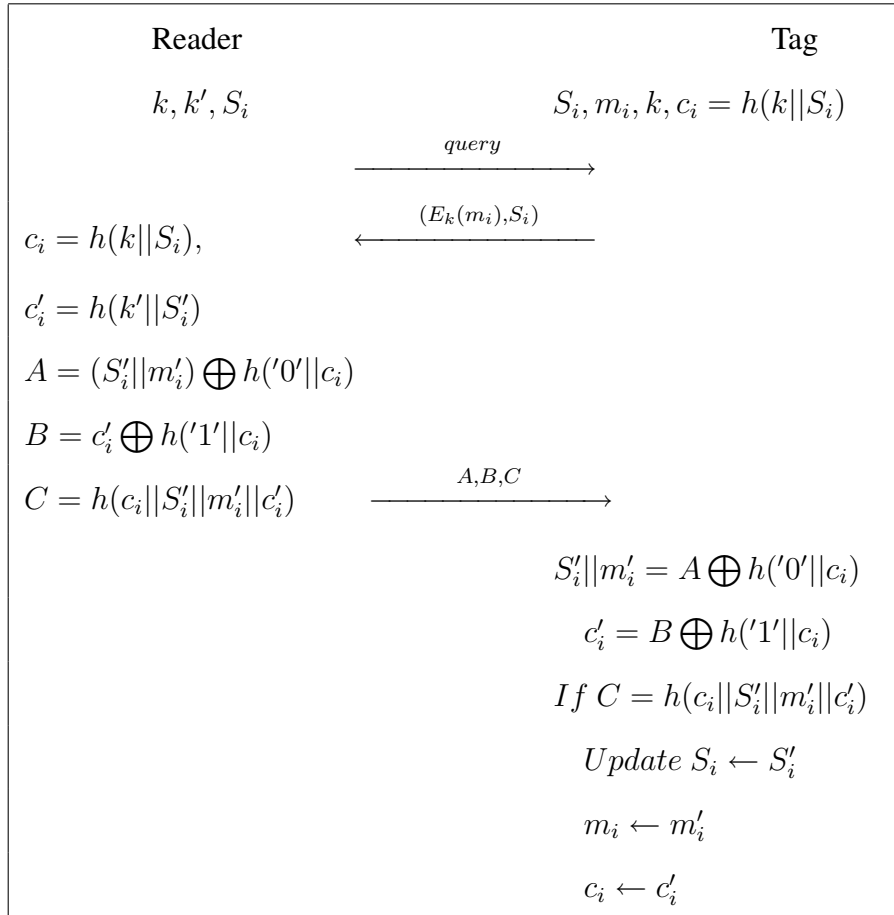 Reader Tag
k, k′, S_i S_i, m_i, k, c_i = h(k||S_i)
query
(E_k(m_i),S_i)
c_i = h(k||S_i),
c′_i = h(k′||S′_i)
A = (S′_i||m′_i) ⨁ h('0'||c_i)
B = c′_i ⨁ h('1'||c_i)
A,B,C
C = h(c_i||S′_i||m′_i||c′_i)
S′_i||m′_i = A ⨁ h('0'||c_i)
c′_i = B ⨁ h('1'||c_i)
If C = h(c_i||S′_i||m′_i||c′_i)
Update S_i ← S′_i
m_i ← m′_i
c_i ← c′_i